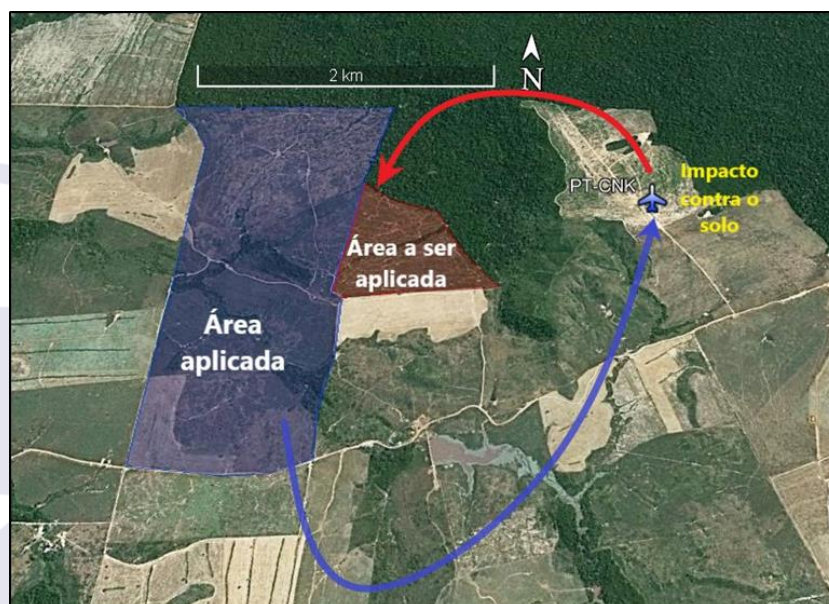 2 km
N
PT-CNK
Impacto
contra o
solo
Área a ser
aplicada
Área
aplicada